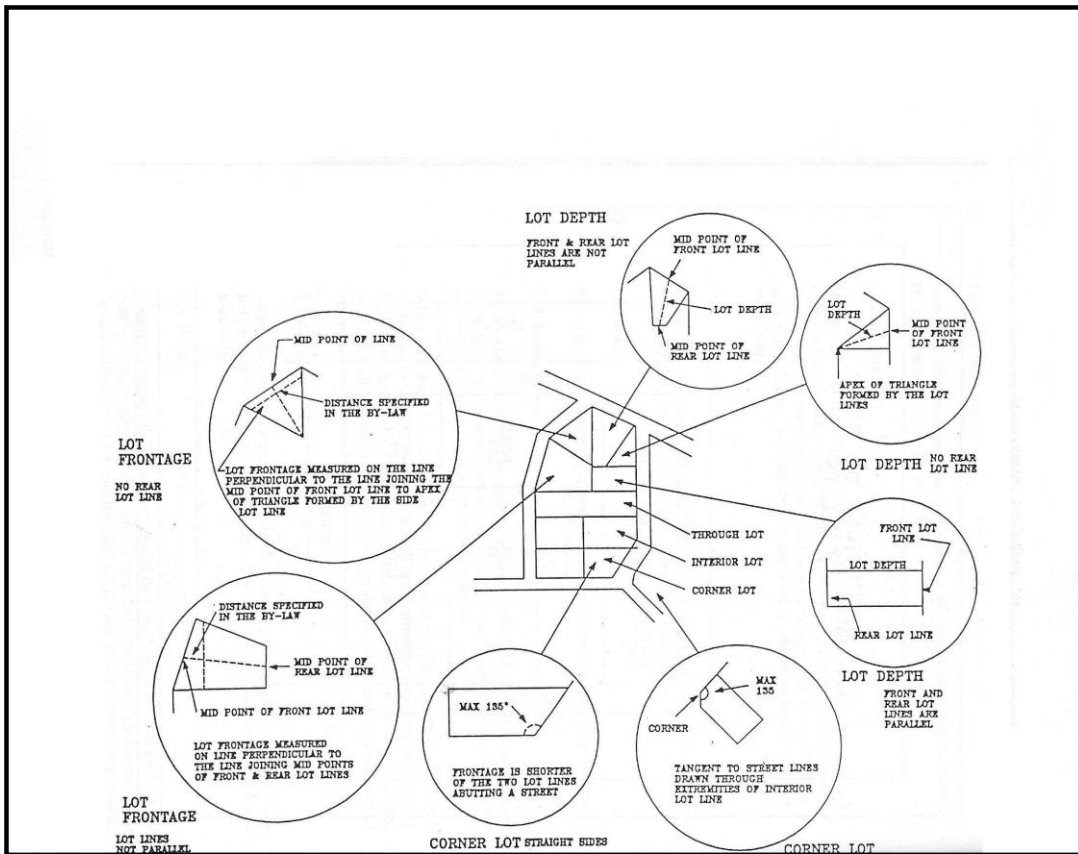 LOT DEPTH
FRONT & REAR LOT
LINES ARE NOT
PARALLEL
MID POINT OF
FRONT LOT LINE
LOT DEPTH
MID POINT OF
REAR LOT LINE
LOT
DEPTH
MID POINT
OF FRONT
LOT LINE
APEX OF TRIANGLE
FORMED BY THE LOT
LINES
LOT DEPTH NO REAR
LOT LINE
MID POINT OF LINE
DISTANCE SPECIFIED
IN THE BY-LAW
LOT FRONTAGE MEASURED ON THE LINE
PERPENDICULAR TO THE LINE JOINING THE
MID POINT OF FRONT LOT LINE TO APEX
OF TRIANGLE FORMED BY THE SIDE
LOT LINE
LOT
FRONTAGE
NO REAR
LOT LINE
THROUGH LOT
INTERIOR LOT
CORNER LOT
FRONT LOT
LINE
LOT DEPTH
REAR LOT LINE
LOT DEPTH
FRONT AND
REAR LOT
LINES ARE
PARALLEL
DISTANCE SPECIFIED
IN THE BY-LAW
MID POINT OF
REAR LOT LINE
MID POINT OF FRONT LOT LINE
LOT FRONTAGE MEASURED
ON LINE PERPENDICULAR TO
THE LINE JOINING MID POINTS
OF FRONT & REAR LOT LINES
LOT
FRONTAGE
LOT LINES
NOT PARALLEL
MAX 135°
FRONTAGE IS SHORTER
OF THE TWO LOT LINES
ABUTTING A STREET
CORNER LOT STRAIGHT SIDES
MAX
135
CORNER
TANGENT TO STREET LINES
DRAWN THROUGH
EXTREMITIES OF INTERIOR
LOT LINE
CORNER LOT